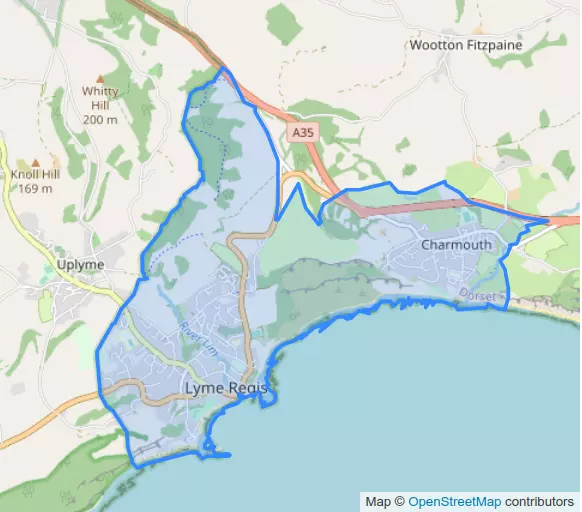 Wootton Fitzpaine
Whitty
Hill
200 m
A35
Knoll Hill
169 m
Charmouth
Uplyme
Dorset
River Lim
Lyme Regis
Map © OpenStreetMap contributors